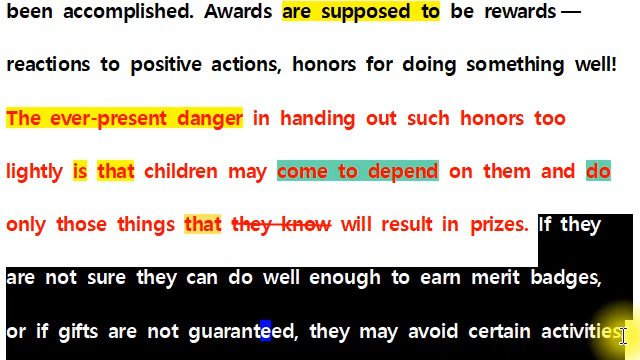 been accomplished. Awards are supposed to be rewards —
reactions to positive actions, honors for doing something well!
The ever-present danger in handing out such honors too
lightly is that children may come to depend on them and do
only those things that they know will result in prizes. If they
are not sure they can do well enough to earn merit badges,
or if gifts are not guaranteed, they may avoid certain activities.